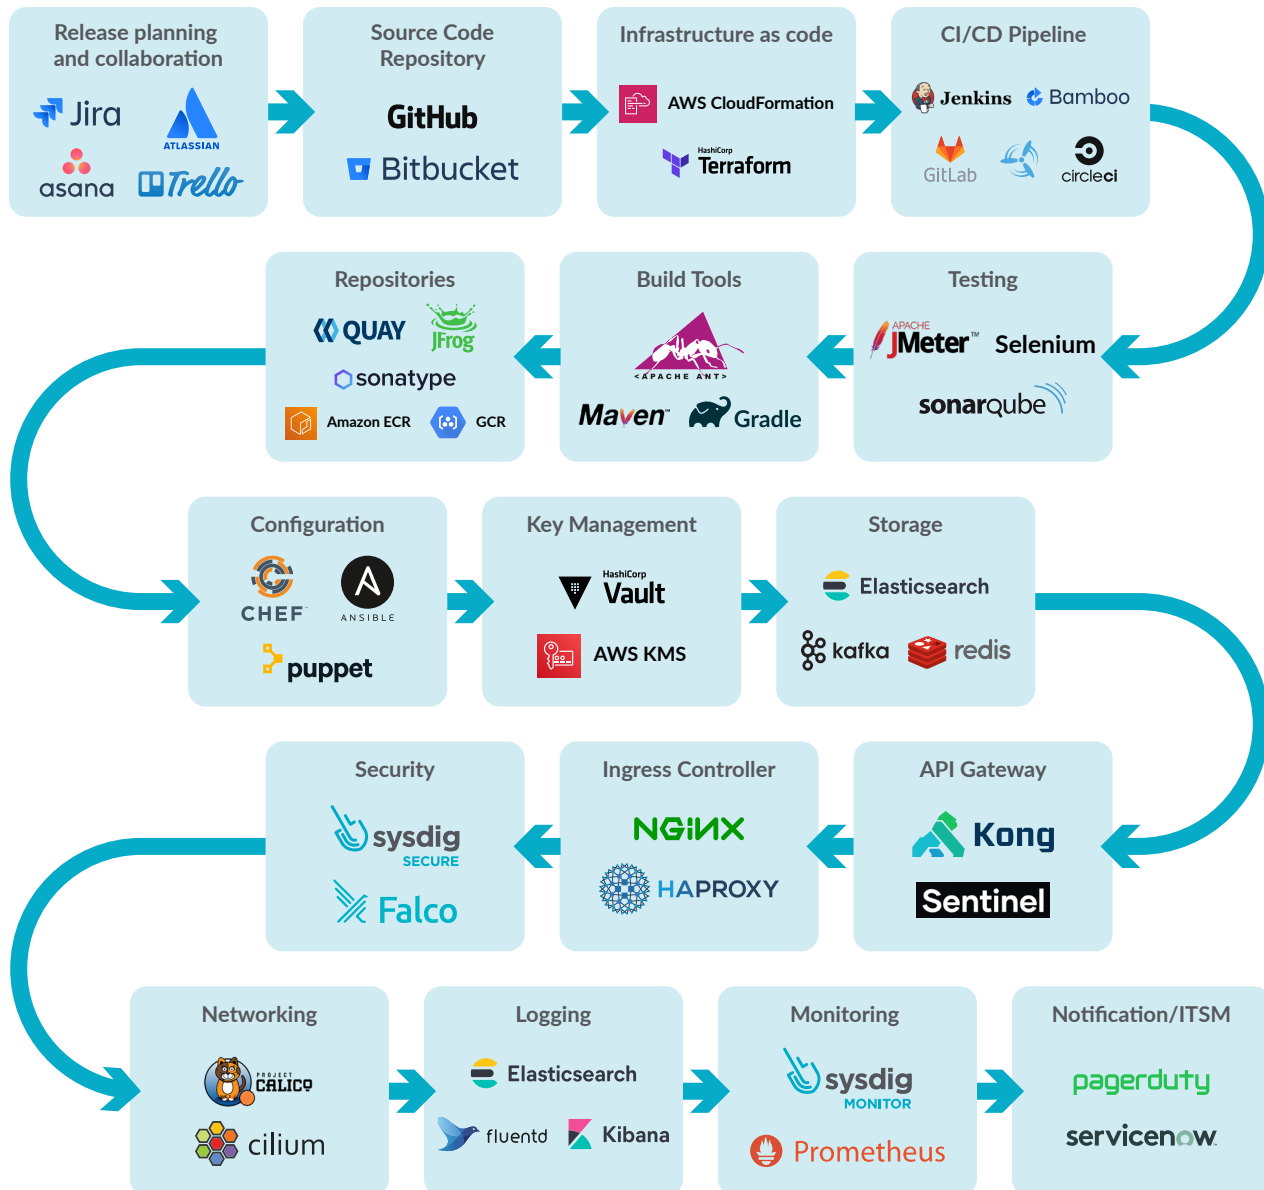 Release planning
and collaboration
Jira
ATLASSIAN
asana
Trello
Source Code
Repository
GitHub
Bitbucket
Infrastructure as code
AWS CloudFormation
HashiCorp
Terraform
CI/CD Pipeline
Jenkins
Bamboo
GitLab
circleci
Repositories
QUAY
JFrog
sonatype
Amazon ECR
GCR
Build Tools
<APACHE ANT>
Maven™
Gradle
Testing
APACHE
JMeter™
Selenium
sonarqube
Configuration
CHEF™
ANSIBLE
puppet
Key Management
HashiCorp
Vault
AWS KMS
Storage
Elasticsearch
kafka
redis
Security
sysdig
SECURE
Falco
Ingress Controller
NGINX
HAPROXY
API Gateway
Kong
Sentinel
Networking
PROJECT
CALICO
cilium
Logging
Elasticsearch
fluentd
Kibana
Monitoring
sysdig
MONITOR
Prometheus
Notification/ITSM
pagerduty
servicenow